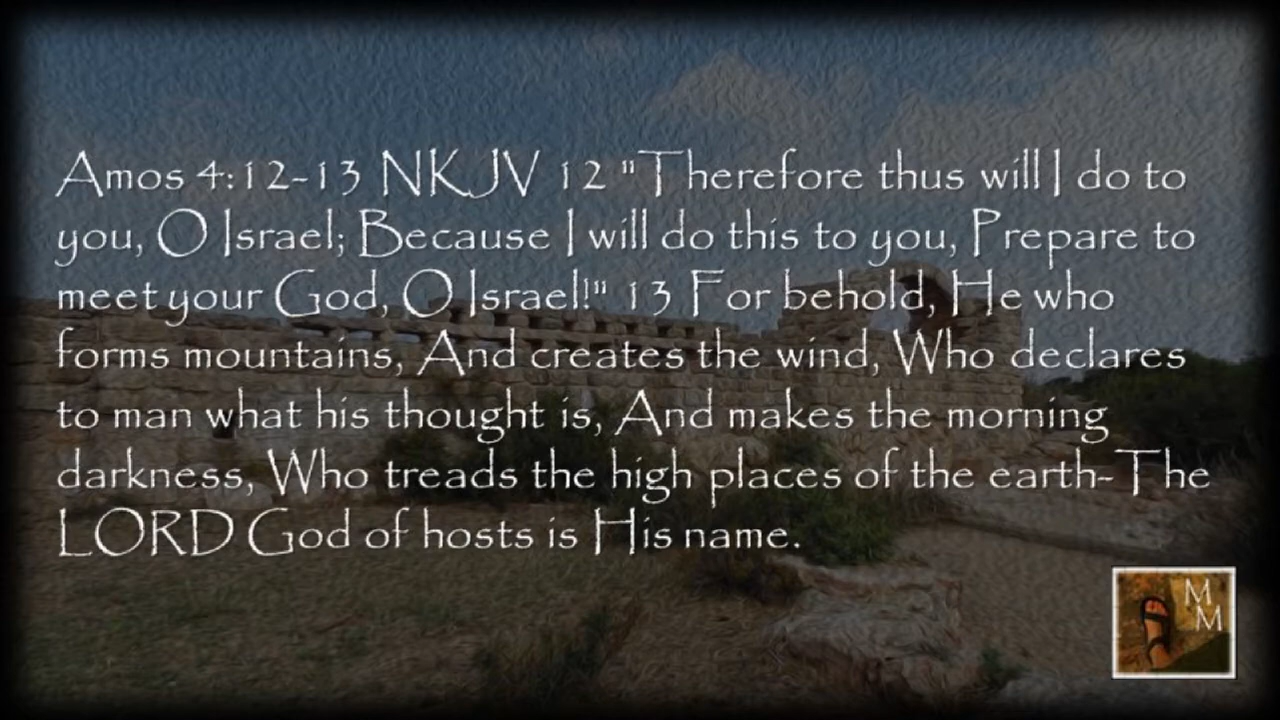 Amos 4:12-13 NKJV 12 "Therefore thus will I do to
you, O Israel; Because I will do this to you, Prepare to
meet your God, O Israel!" 13 For behold, He who
forms mountains, And creates the wind, Who declares
to man what his thought is, And makes the morning
darkness, Who treads the high places of the earth-The
LORD God of hosts is His name.
M
M